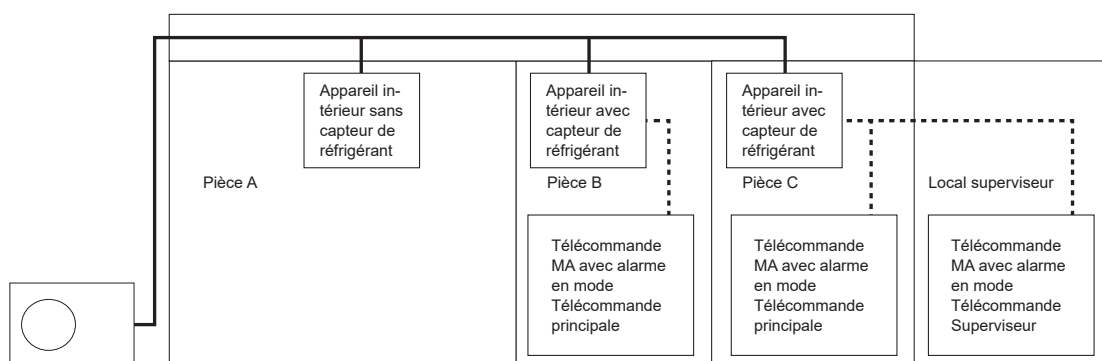 Appareil in-
térieur sans
capteur de
réfrigérant
Pièce A
Appareil in-
térieur avec
capteur de
réfrigérant
Pièce B
Télécommande
MA avec alarme
en mode
Télécommande
principale
Appareil in-
térieur avec
capteur de
réfrigérant
Pièce C
Télécommande
MA avec alarme
en mode
Télécommande
principale
Local superviseur
Télécommande
MA avec alarme
en mode
Télécommande
Superviseur